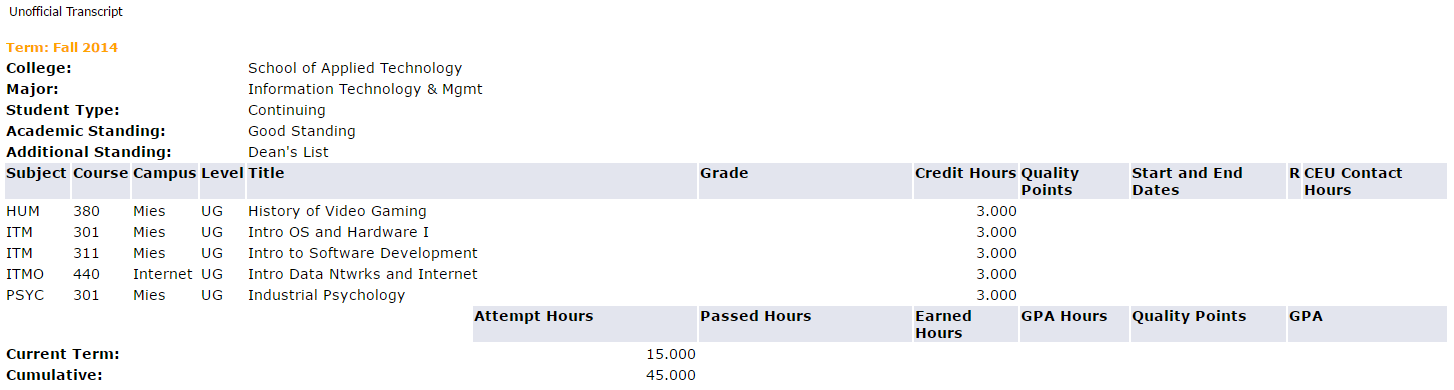 Unofficial Transcript
Term: Fall 2014
College: School of Applied Technology
Major: Information Technology & Mgmt
Student Type: Continuing
Academic Standing: Good Standing
Additional Standing: Dean's List
Subject Course Campus Level Title Grade Credit Hours Quality Points Start and End Dates R CEU Contact Hours
HUM 380 Mies UG History of Video Gaming 3.000
ITM 301 Mies UG Intro OS and Hardware I 3.000
ITM 311 Mies UG Intro to Software Development 3.000
ITMO 440 Internet UG Intro Data Ntwrks and Internet 3.000
PSYC 301 Mies UG Industrial Psychology 3.000
Attempt Hours Passed Hours Earned Hours GPA Hours Quality Points GPA
Current Term: 15.000
Cumulative: 45.000